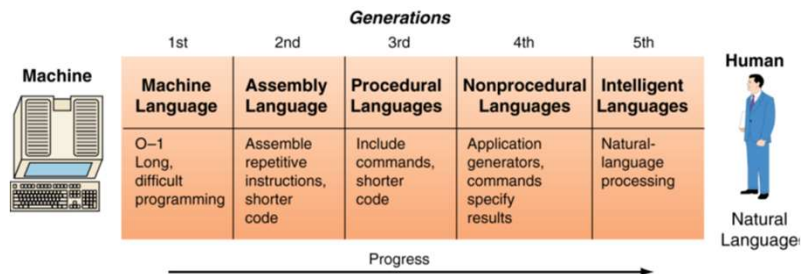 Generations
1st 2nd 3rd 4th 5th
Machine
Human
Machine Language
Assembly Language
Procedural Languages
Nonprocedural Languages
Intelligent Languages
O–1
Long,
difficult
programming
Assemble
repetitive
instructions,
shorter
code
Include
commands,
shorter
code
Application
generators,
commands
specify
results
Natural-
language
processing
Natural
Language
Progress